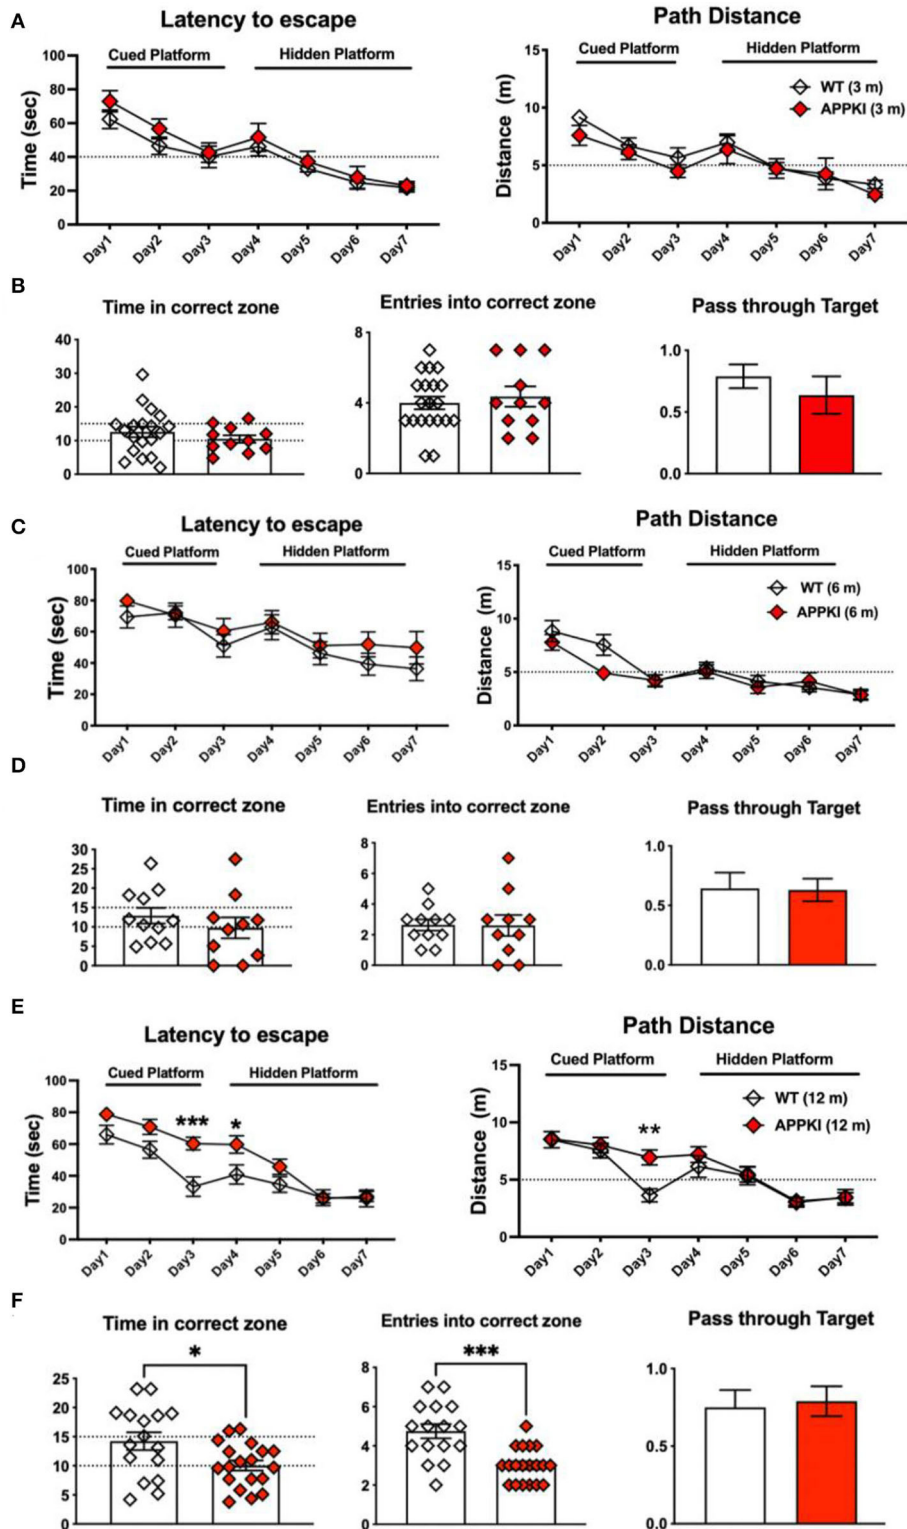 A
Latency to escape
Path Distance
Cued Platform
Hidden Platform
Cued Platform
Hidden Platform
Time (sec)
100
80
60
40
20
0
Day1 Day2 Day3 Day4 Day5 Day6 Day7
Distance (m)
15
10
5
0
WT (3 m)
APPKI (3 m)
Day1 Day2 Day3 Day4 Day5 Day6 Day7
B
Time in correct zone
Entries into correct zone
Pass through Target
40
30
20
10
0
8
4
0
1.0
0.5
0.0
C
Latency to escape
Path Distance
Cued Platform
Hidden Platform
Cued Platform
Hidden Platform
Time (sec)
100
80
60
40
20
0
Day1 Day2 Day3 Day4 Day5 Day6 Day7
Distance (m)
15
10
5
0
WT (6 m)
APPKI (6 m)
Day1 Day2 Day3 Day4 Day5 Day6 Day7
D
Time in correct zone
Entries into correct zone
Pass through Target
30
25
20
15
10
5
0
8
6
4
2
0
1.0
0.5
0.0
E
Latency to escape
Path Distance
Cued Platform
Hidden Platform
Cued Platform
Hidden Platform
Time (sec)
100
80
60
40
20
0
***
*
Day1 Day2 Day3 Day4 Day5 Day6 Day7
Distance (m)
15
10
5
0
WT (12 m)
APPKI (12 m)
**
Day1 Day2 Day3 Day4 Day5 Day6 Day7
F
Time in correct zone
Entries into correct zone
Pass through Target
25
20
15
10
5
0
*
8
6
4
2
0
***
1.0
0.5
0.0